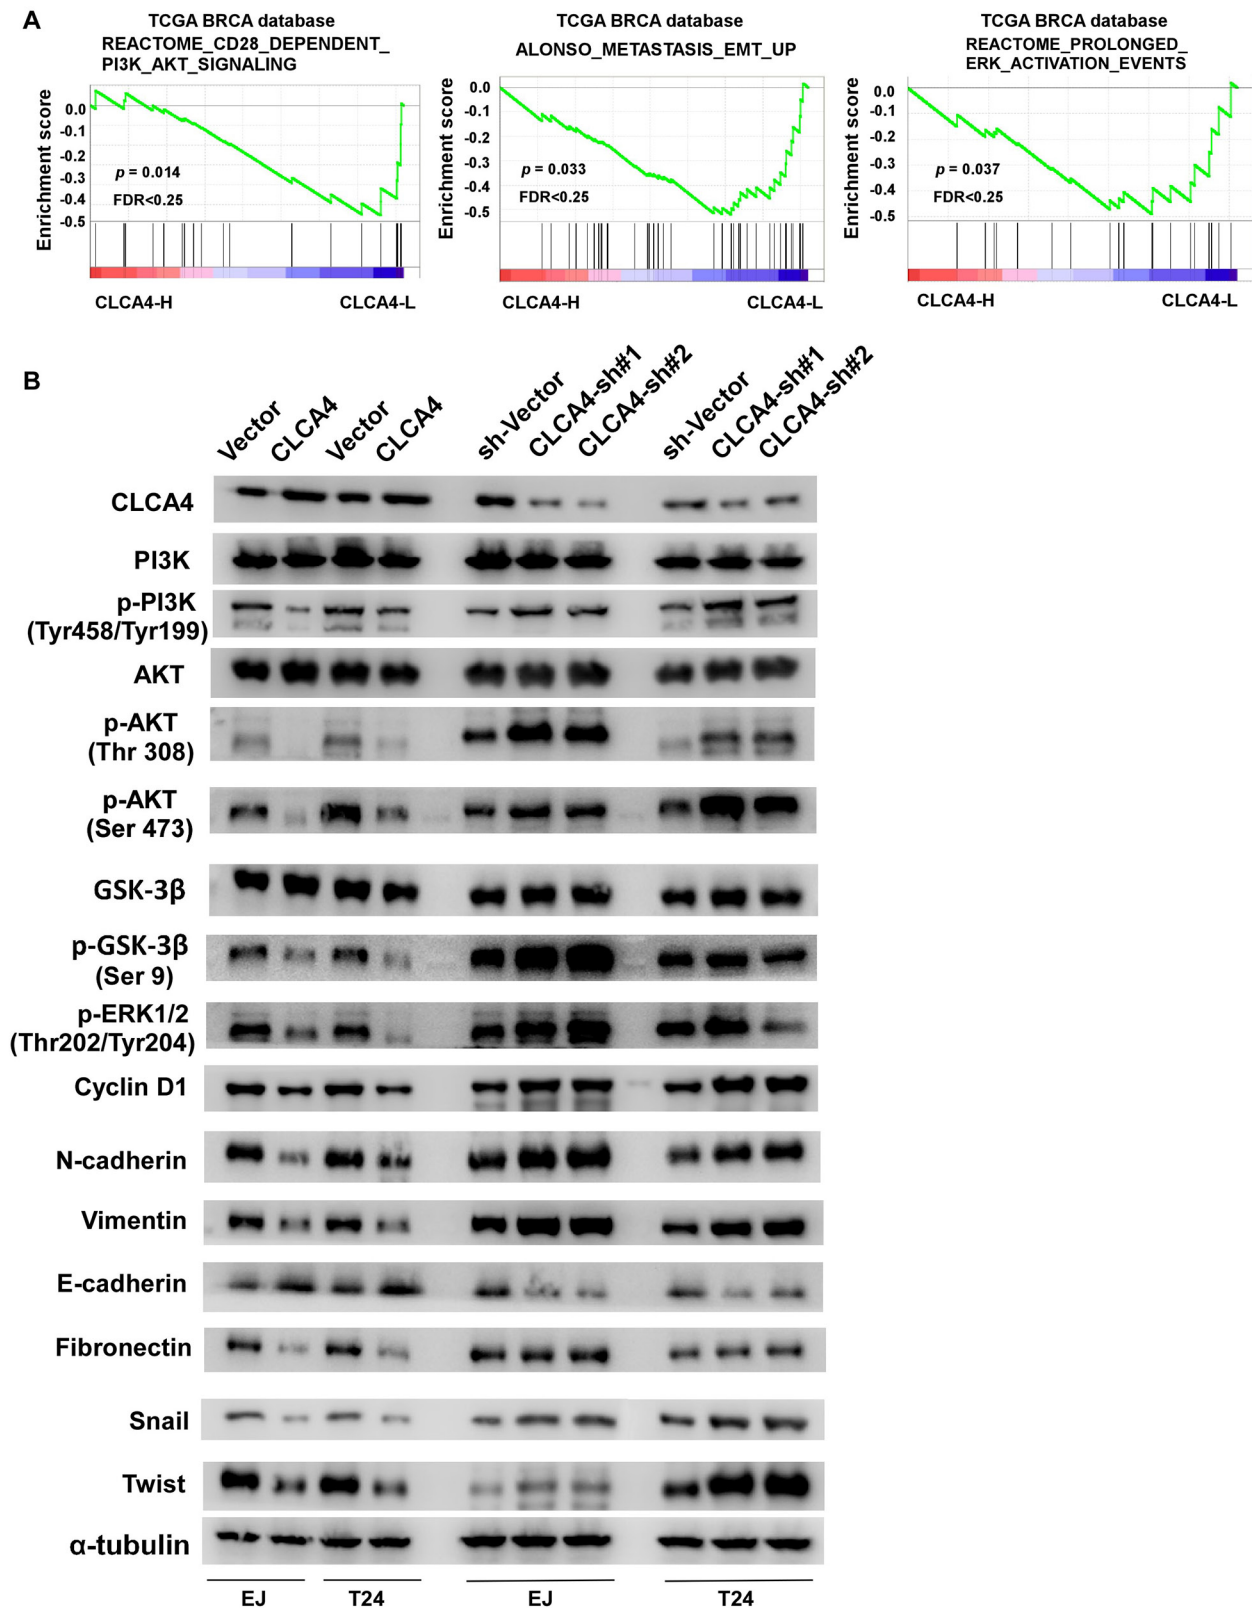 A
TCGA BRCA database
REACTOME_CD28_DEPENDENT_
PI3K_AKT_SIGNALING
Enrichment score
0.0
-0.1
-0.2
-0.3
-0.4
-0.5
p = 0.014
FDR<0.25
CLCA4-H
CLCA4-L
TCGA BRCA database
ALONSO_METASTASIS_EMT_UP
Enrichment score
0.0
-0.1
-0.2
-0.3
-0.4
-0.5
p = 0.033
FDR<0.25
CLCA4-H
CLCA4-L
TCGA BRCA database
REACTOME_PROLONGED_
ERK_ACTIVATION_EVENTS
Enrichment score
0.0
-0.1
-0.2
-0.3
-0.4
-0.5
p = 0.037
FDR<0.25
CLCA4-H
CLCA4-L
B
Vector
CLCA4
Vector
CLCA4
sh-Vector
CLCA4-sh#1
CLCA4-sh#2
sh-Vector
CLCA4-sh#1
CLCA4-sh#2
CLCA4
PI3K
p-PI3K
(Tyr458/Tyr199)
AKT
p-AKT
(Thr 308)
p-AKT
(Ser 473)
GSK-3β
p-GSK-3β
(Ser 9)
p-ERK1/2
(Thr202/Tyr204)
Cyclin D1
N-cadherin
Vimentin
E-cadherin
Fibronectin
Snail
Twist
α-tubulin
EJ
T24
EJ
T24